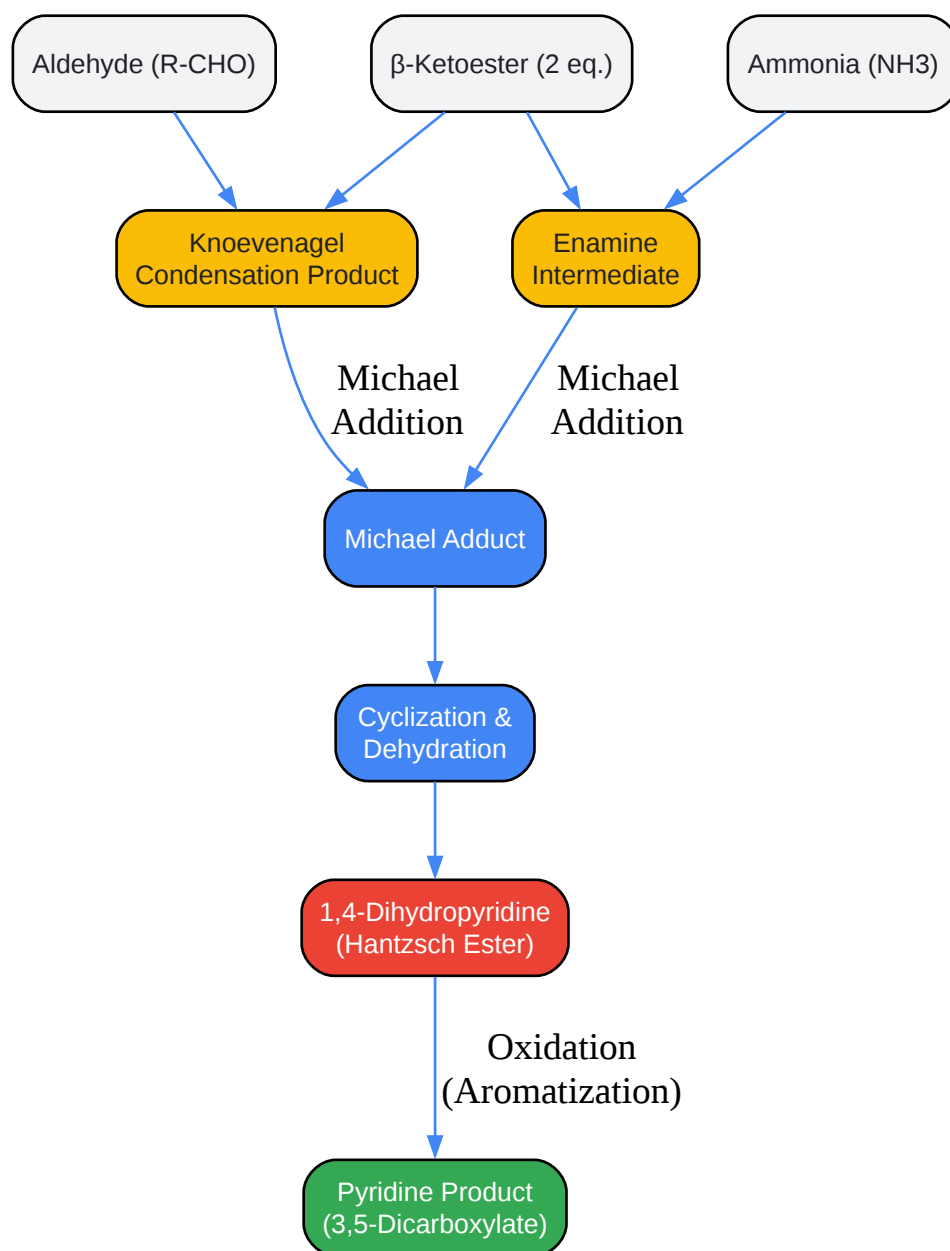 Aldehyde (R-CHO)
β-Ketoester (2 eq.)
Ammonia (NH3)
Knoevenagel
Condensation Product
Enamine
Intermediate
Michael
Addition
Michael
Addition
Michael Adduct
Cyclization &
Dehydration
1,4-Dihydropyridine
(Hantzsch Ester)
Oxidation
(Aromatization)
Pyridine Product
(3,5-Dicarboxylate)